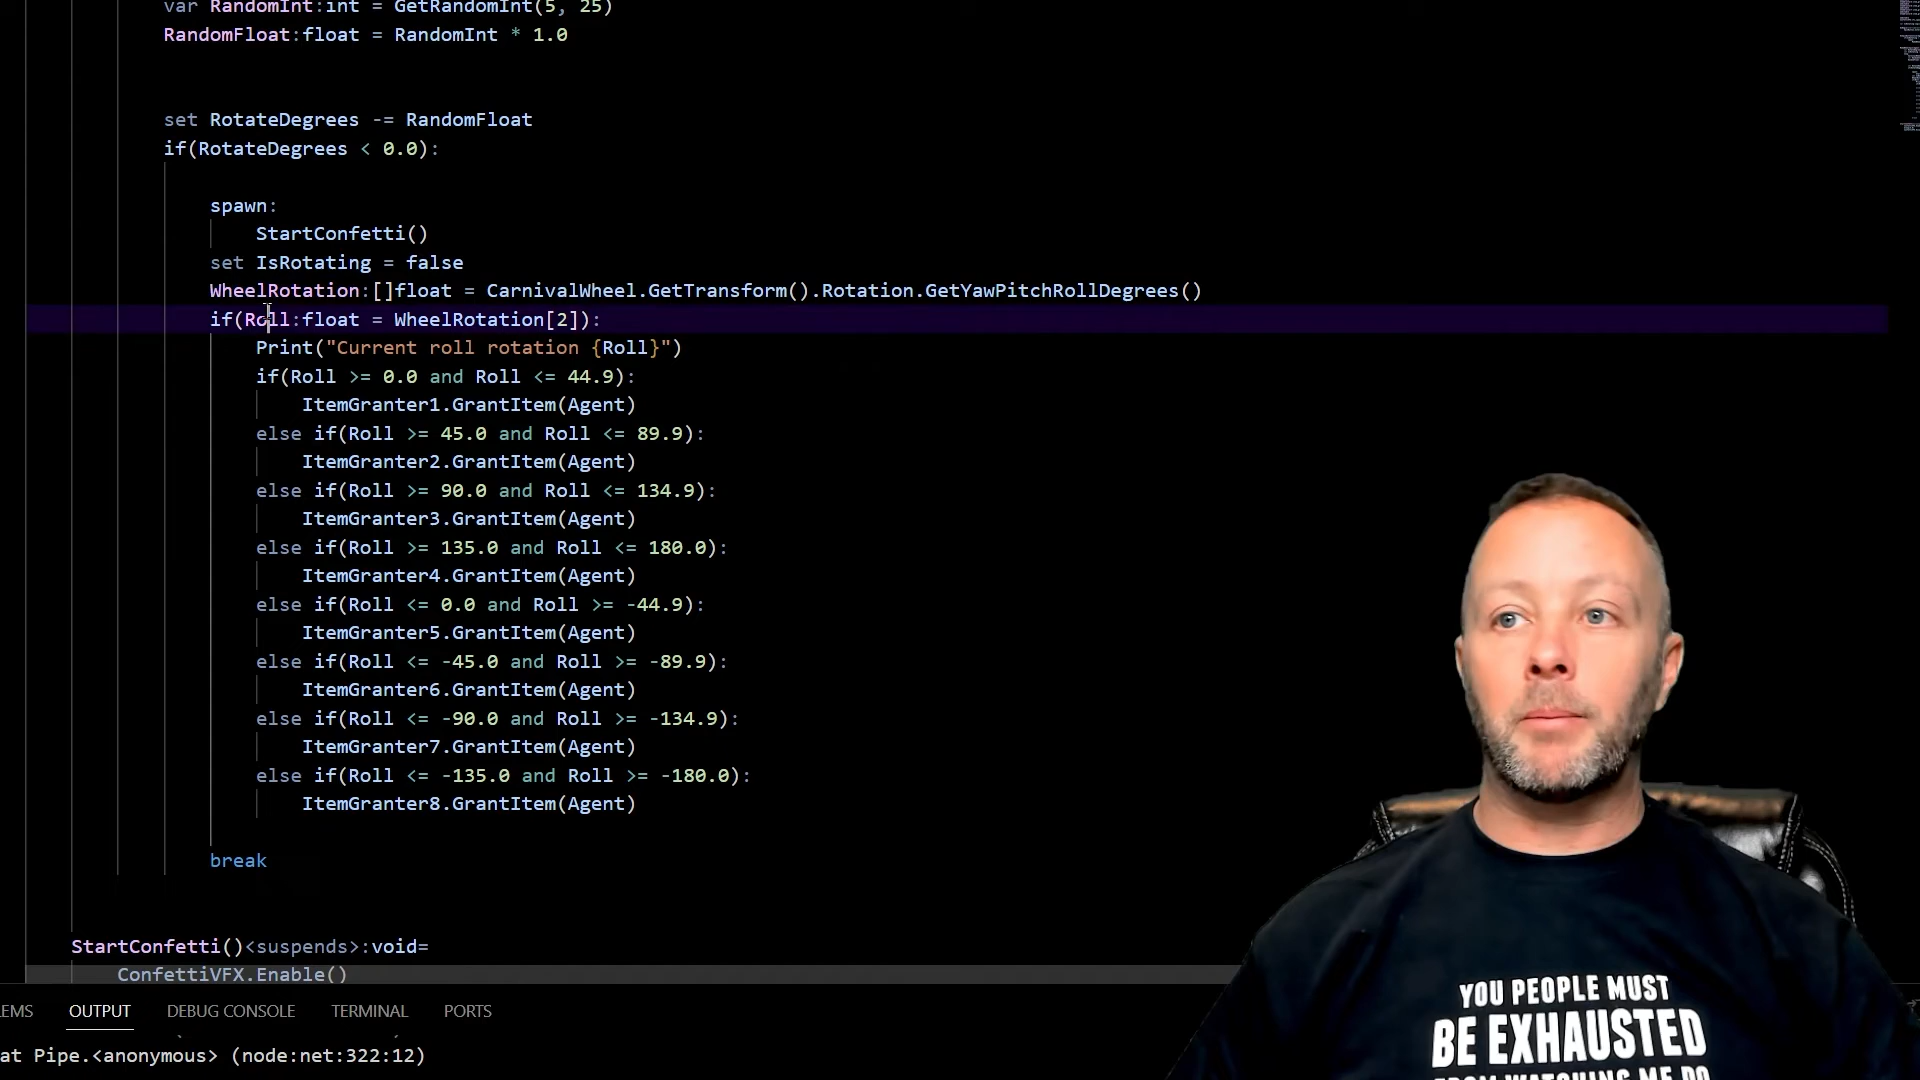 var RandomInt:int = GetRandomInt(5, 25)
RandomFloat:float = RandomInt * 1.0
set RotateDegrees -= RandomFloat
if(RotateDegrees < 0.0):
spawn:
StartConfetti()
set IsRotating = false
WheelRotation:[]float = CarnivalWheel.GetTransform().Rotation.GetYawPitchRollDegrees()
if(Roll:float = WheelRotation[2]):
Print("Current roll rotation {Roll}")
if(Roll >= 0.0 and Roll <= 44.9):
ItemGranter1.GrantItem(Agent)
else if(Roll >= 45.0 and Roll <= 89.9):
ItemGranter2.GrantItem(Agent)
else if(Roll >= 90.0 and Roll <= 134.9):
ItemGranter3.GrantItem(Agent)
else if(Roll >= 135.0 and Roll <= 180.0):
ItemGranter4.GrantItem(Agent)
else if(Roll <= 0.0 and Roll >= -44.9):
ItemGranter5.GrantItem(Agent)
else if(Roll <= -45.0 and Roll >= -89.9):
ItemGranter6.GrantItem(Agent)
else if(Roll <= -90.0 and Roll >= -134.9):
ItemGranter7.GrantItem(Agent)
else if(Roll <= -135.0 and Roll >= -180.0):
ItemGranter8.GrantItem(Agent)
break
StartConfetti()<suspends>:void=
ConfettiVFX.Enable()
LEMS OUTPUT DEBUG CONSOLE TERMINAL PORTS
at Pipe.<anonymous> (node:net:322:12)
YOU PEOPLE MUST
BE EXHAUSTED
FROM WATCHING ME DO